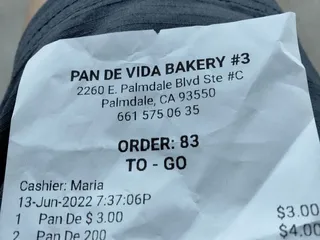 PAN DE VIDA BAKERY #3
2260 E. Palmdale Blvd Ste #C
Palmdale, CA 93550
661 575 06 35
ORDER: 83
TO - GO
Cashier: Maria
13-Jun-2022 7:37:06P
1 Pan De $ 3.00 $3.00
2 Pan De 200 $4.00